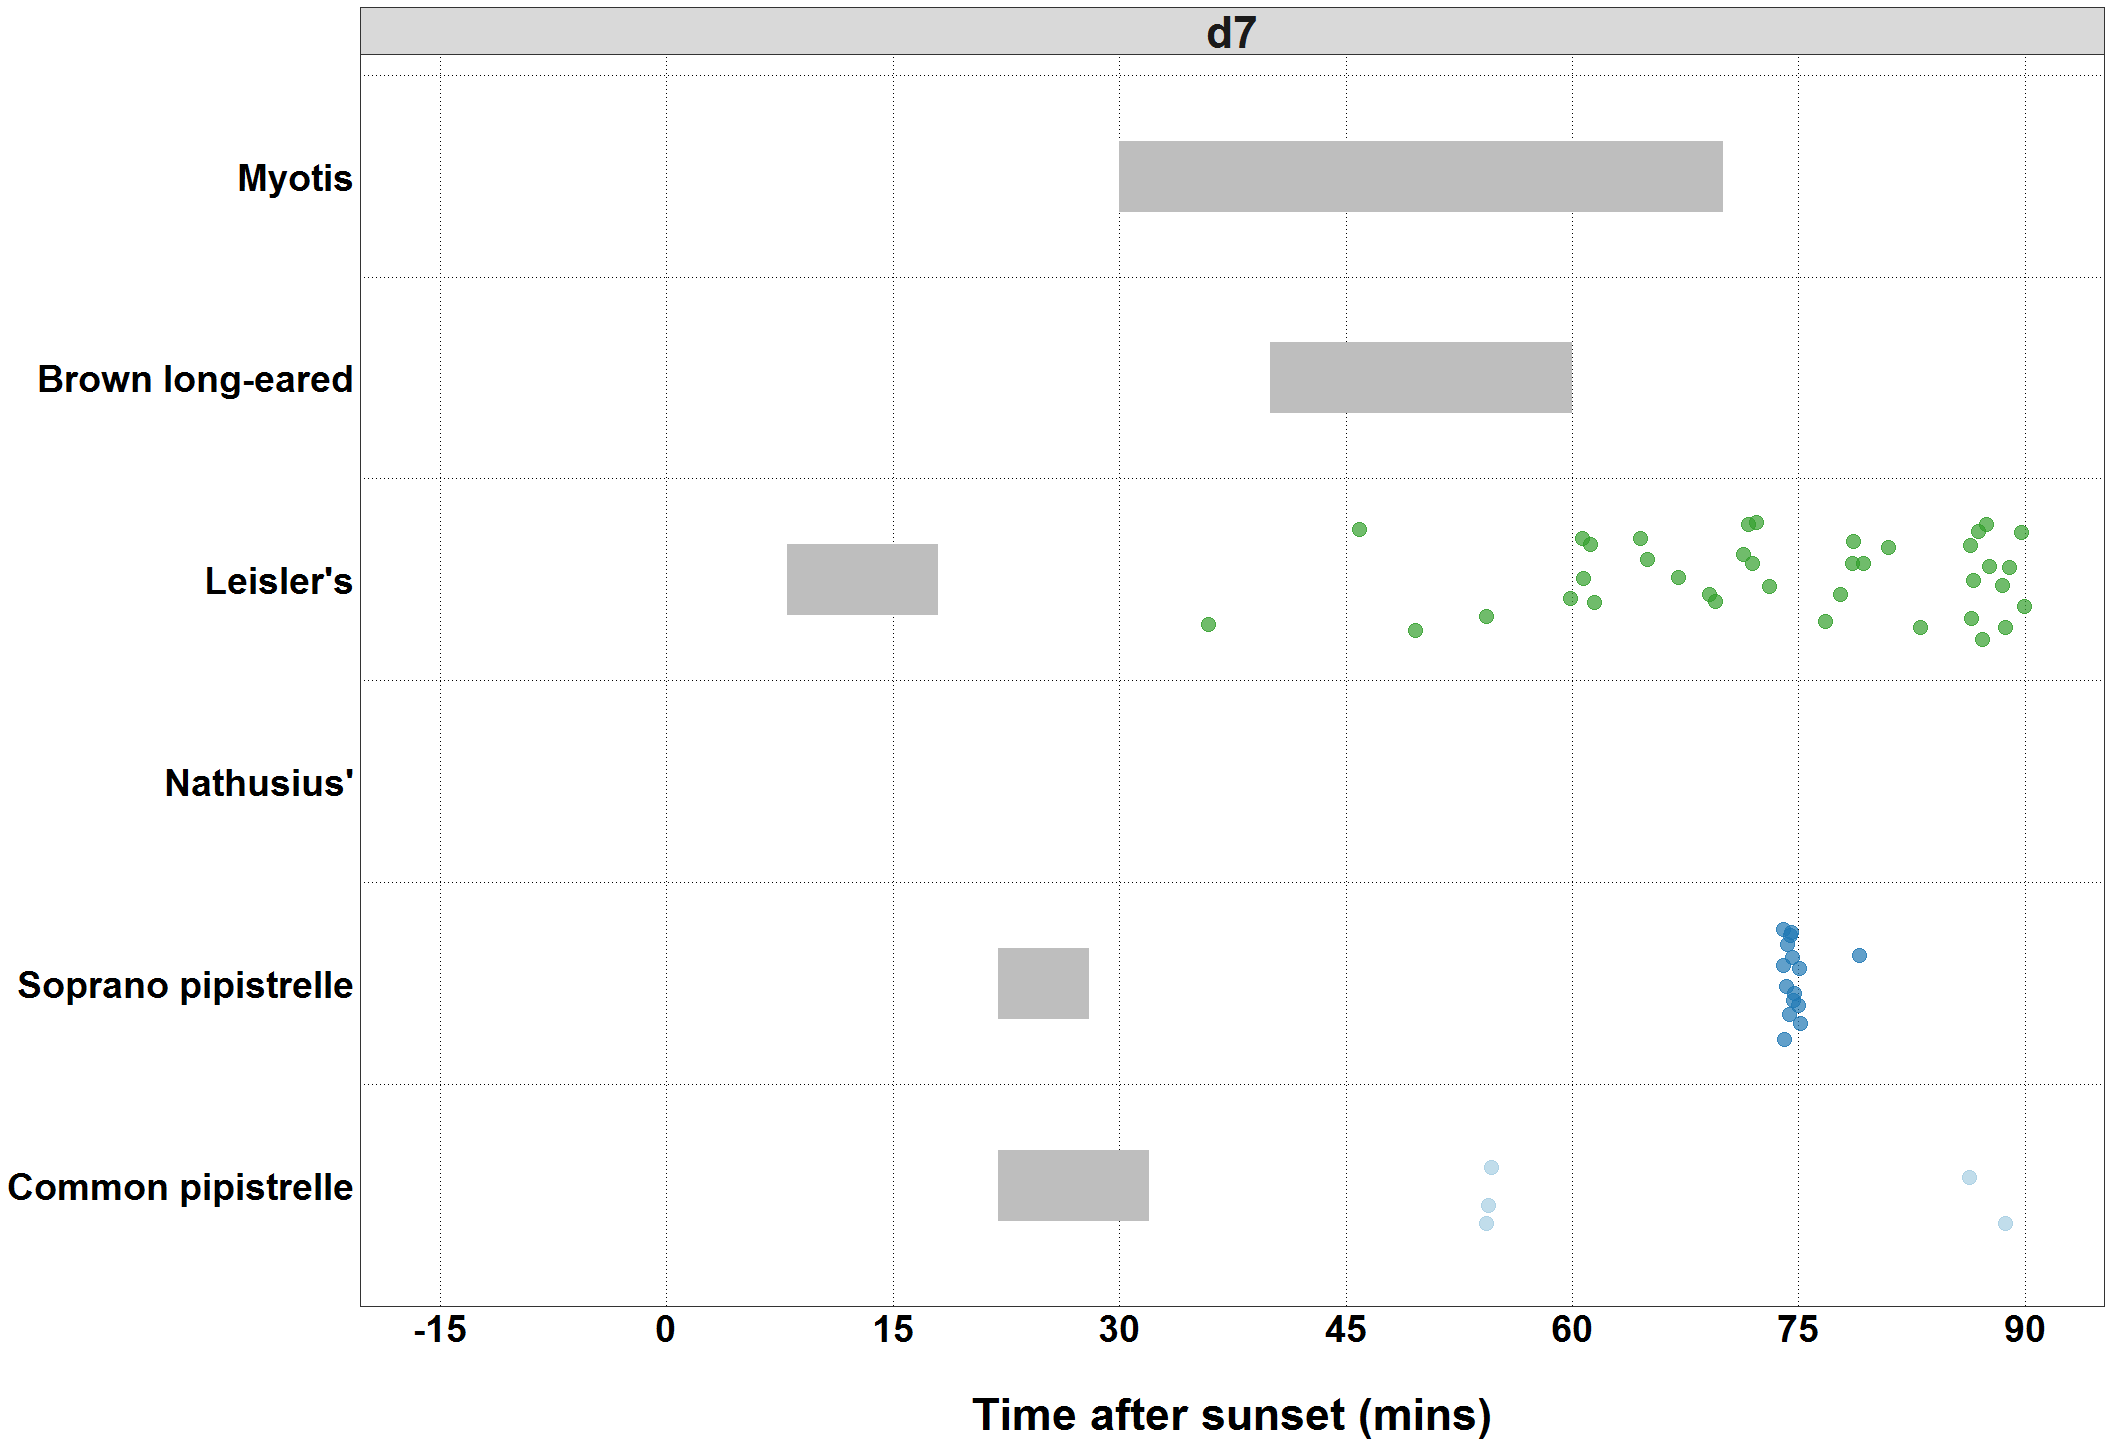 d7
Myotis
Brown long-eared
Leisler's
Nathusius'
Soprano pipistrelle
Common pipistrelle
-15 0 15 30 45 60 75 90
Time after sunset (mins)